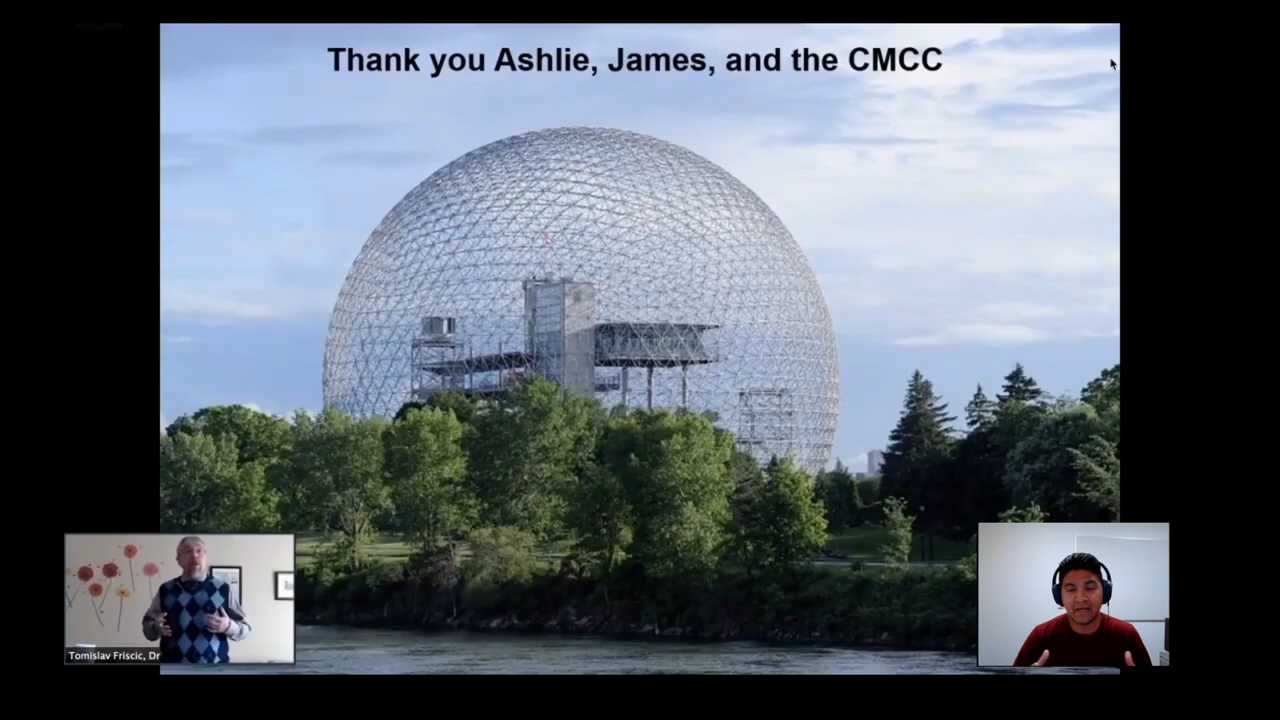 Thank you Ashlie, James, and the CMCC
Tomislav Friscic, Dr